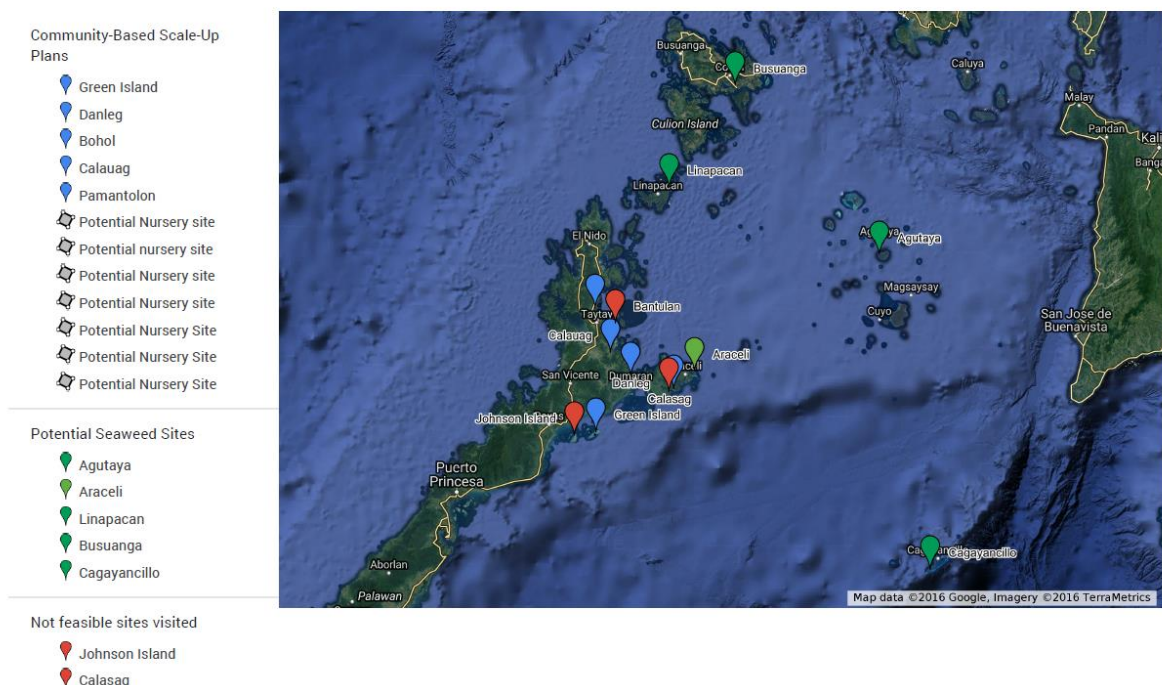 Community-Based Scale-Up
Plans
Green Island
Danleg
Bohol
Calauag
Pamantolon
Potential Nursery site
Potential nursery site
Potential Nursery site
Potential Nursery site
Potential Nursery Site
Potential Nursery Site
Potential Nursery Site
Potential Seaweed Sites
Agutaya
Araceli
Linapacan
Busuanga
Cagayancillo
Not feasible sites visited
Johnson Island
Calasag
Busuanga
Busuanga
Caluya
Malay
Culion Island
Pandan
Kali
Banga
Linapacan
Linapacan
El Nido
Agutaya
Magsaysay
Cuyo
Bantulan
Taytay
San Jose de
Buenavista
Calauag
Araceli
San Vicente
Dumaran
Danleg
Calasag
Johnson Island
Green Island
Puerto
Princesa
Cagayancillo
Aborlan
Palawan
Map data ©2016 Google, Imagery ©2016 TerraMetrics